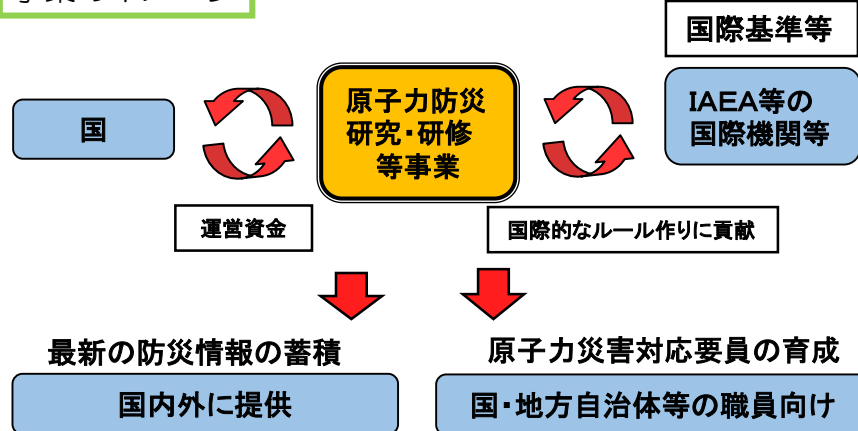 国際基準等
国
原子力防災
研究・研修
等事業
IAEA等の
国際機関等
運営資金
国際的なルール作りに貢献
最新の防災情報の蓄積
国内外に提供
原子力災害対応要員の育成
国・地方自治体等の職員向け